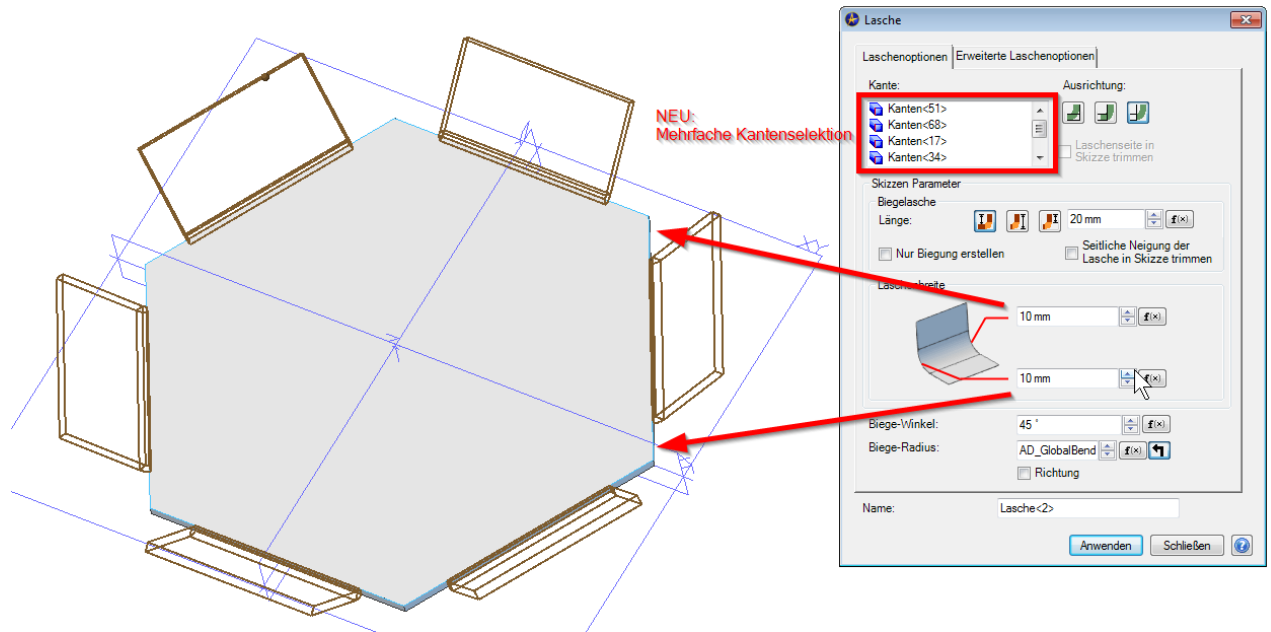 Lasche
Laschenoptionen
Erweiterte Laschenoptionen
Kante:
Ausrichtung:
NEU:
Mehrfache Kantenselektion
Kanten<51>
Kanten<68>
Kanten<17>
Kanten<34>
Laschenseite in
Skizze trimmen
Skizzen Parameter
Biegelasche
Länge:
20 mm
f(x)
Nur Biegung erstellen
Seitliche Neigung der
Lasche in Skizze trimmen
Laschenbreite
10 mm
f(x)
10 mm
f(x)
Biege-Winkel:
45 °
f(x)
Biege-Radius:
AD_GlobalBend
f(x)
Richtung
Name:
Lasche<2>
Anwenden
Schließen